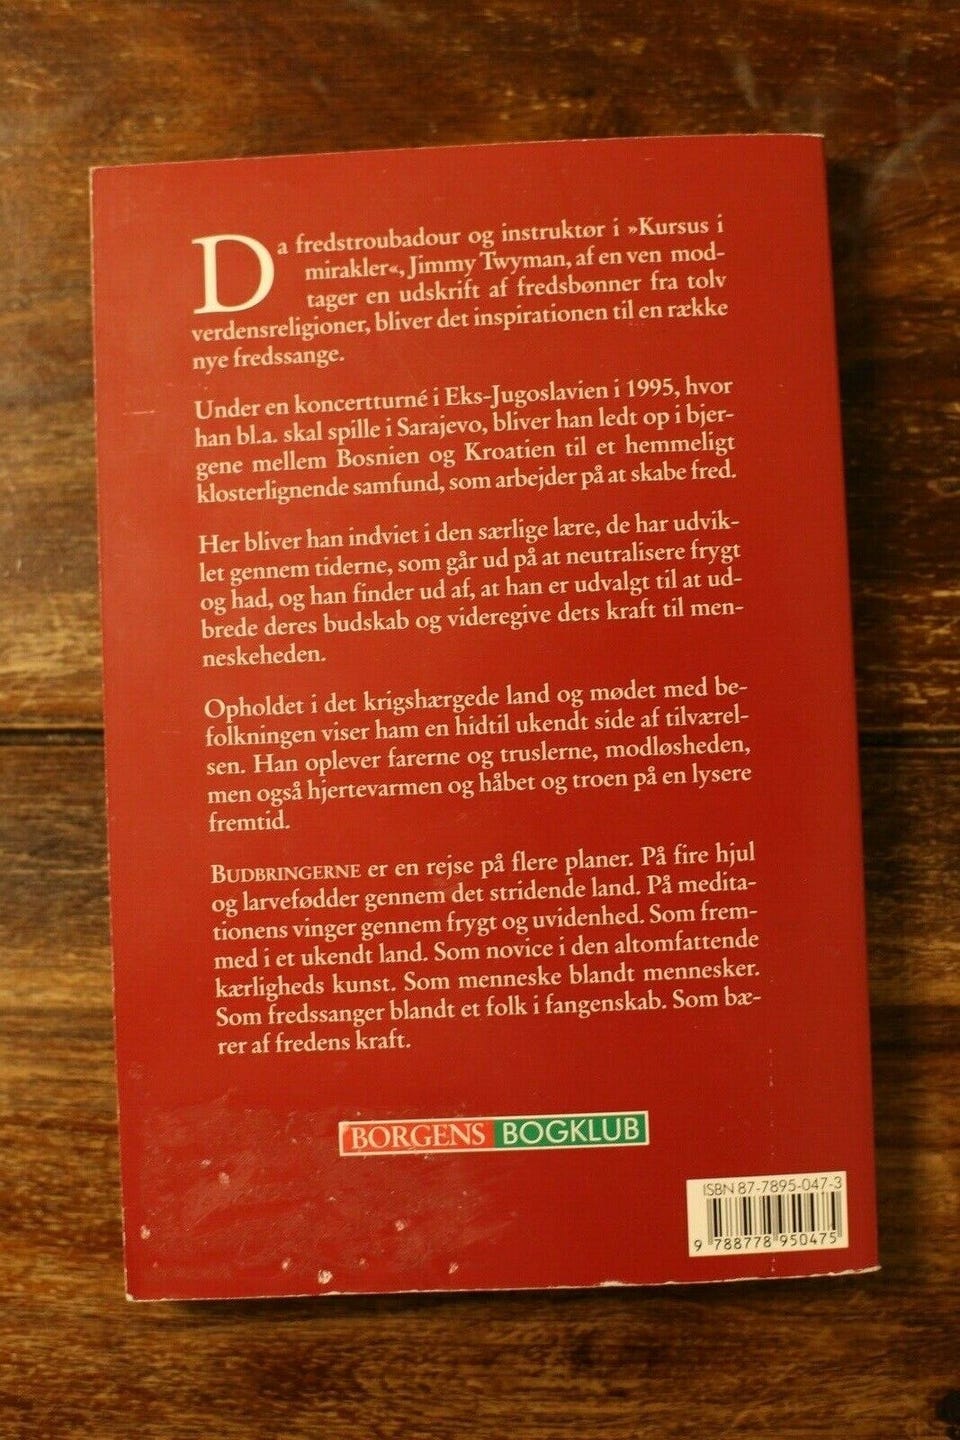 Da fredstroubadour og instruktør i »Kursus i
mirakler«, Jimmy Twyman, af en ven mod-
tager en udskrift af fredsbønner fra tolv
verdensreligioner, bliver det inspirationen til en række
nye fredssange.
Under en koncertturné i Eks-Jugoslavien i 1995, hvor
han bl.a. skal spille i Sarajevo, bliver han ledt op i bjer-
gene mellem Bosnien og Kroatien til et hemmeligt
klosterlignende samfund, som arbejder på at skabe fred.
Her bliver han indviet i den særlige lære, de har udvik-
let gennem tiderne, som går ud på at neutralisere frygt
og had, og han finder ud af, at han er udvalgt til at ud-
brede deres budskab og videregive dets kraft til men-
neskeheden.
Opholdet i det krigshærgede land og mødet med be-
folkningen viser ham en hidtil ukendt side af tilværel-
sen. Han oplever farerne og truslerne, modløsheden,
men også hjertevarmen og håbet og troen på en lysere
fremtid.
BUDBRINGERNE er en rejse på flere planer. På fire hjul
og larvefødder gennem det stridende land. På medita-
tionens vinger gennem frygt og uvidenhed. Som frem-
med i et ukendt land. Som novice i den altomfattende
kærligheds kunst. Som menneske blandt mennesker.
Som fredssanger blandt et folk i fangenskab. Som bæ-
rer af fredens kraft.
BORGENS BOGKLUB
ISBN 87-7895-047-3
9 788778 950475